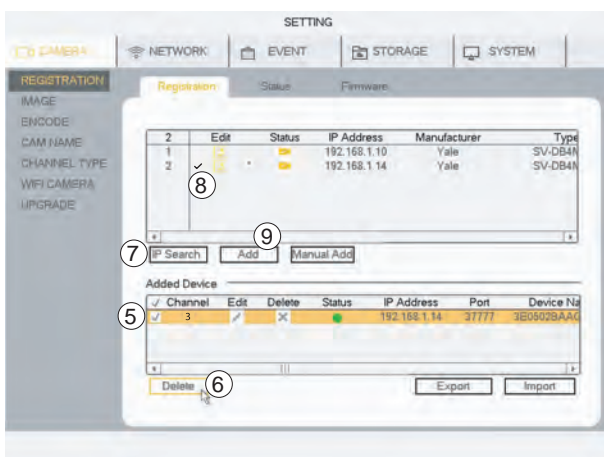 SETTING
CAMERA NETWORK EVENT STORAGE SYSTEM
REGISTRATION
IMAGE
ENCODE
CAM NAME
CHANNEL TYPE
WIFI CAMERA
UPGRADE
Registration Status Firmware
2 Edit Status IP Address Manufacturer Type
1 192.168.1.10 Yale SV-DB4M
2 192.168.1.14 Yale SV-DB4M
8
9
7 IP Search Add Manual Add
Added Device
Channel Edit Delete Status IP Address Port Device Na
5 3 192.168.1.14 37777 3E0502BAAC
Delete 6 Export Import